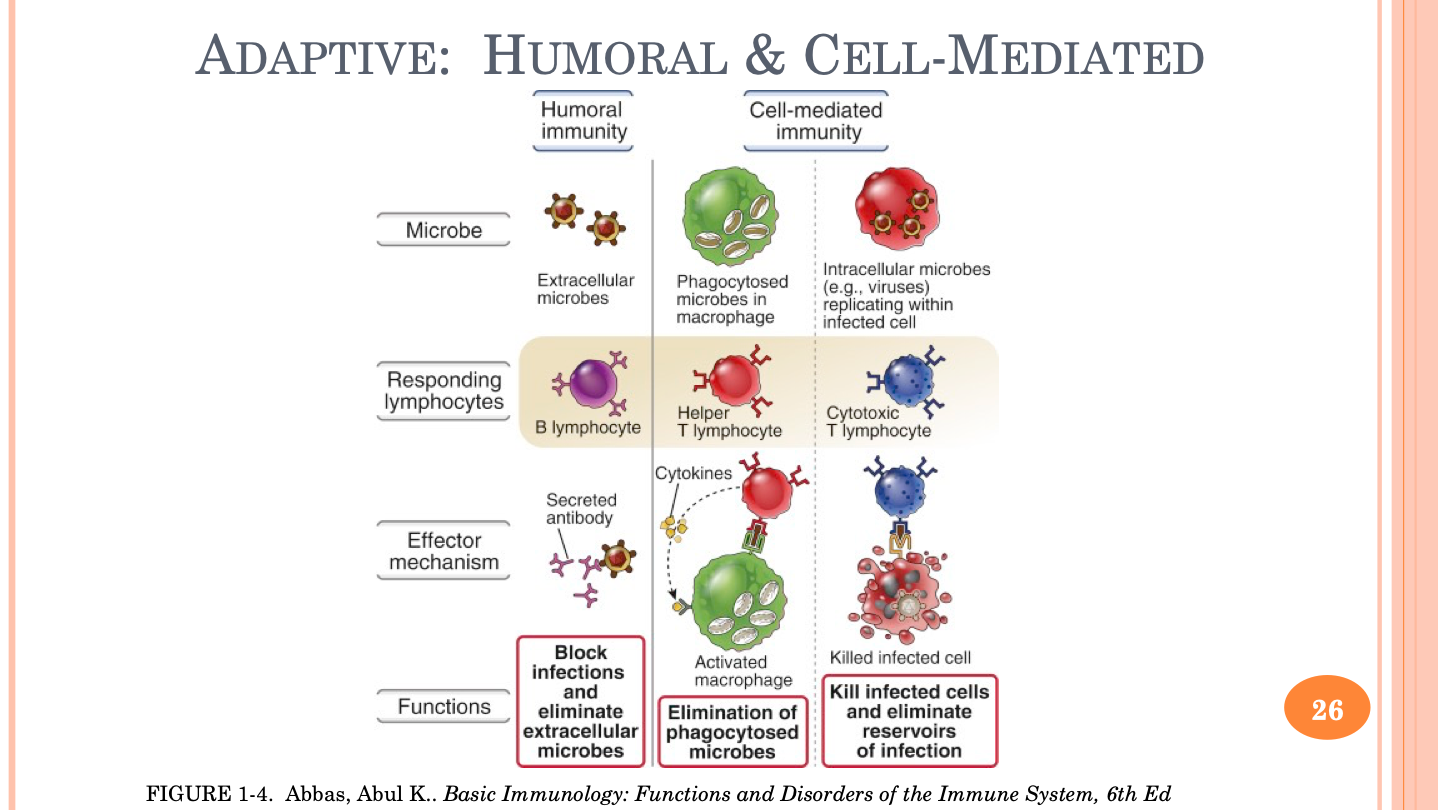 ADAPTIVE: HUMORAL & CELL-MEDIATED
Humoral
immunity
Cell-mediated
immunity
Microbe
Extracellular
microbes
Phagocytosed
microbes in
macrophage
Intracellular microbes
(e.g., viruses)
replicating within
infected cell
Responding
lymphocytes
B lymphocyte
Helper
T lymphocyte
Cytotoxic
T lymphocyte
Effector
mechanism
Secreted
antibody
Cytokines
Activated
macrophage
Killed infected cell
Functions
Block
infections
and
eliminate
extracellular
microbes
Elimination of
phagocytosed
microbes
Kill infected cells
and eliminate
reservoirs
of infection
26
FIGURE 1-4. Abbas, Abul K.. Basic Immunology: Functions and Disorders of the Immune System, 6th Ed